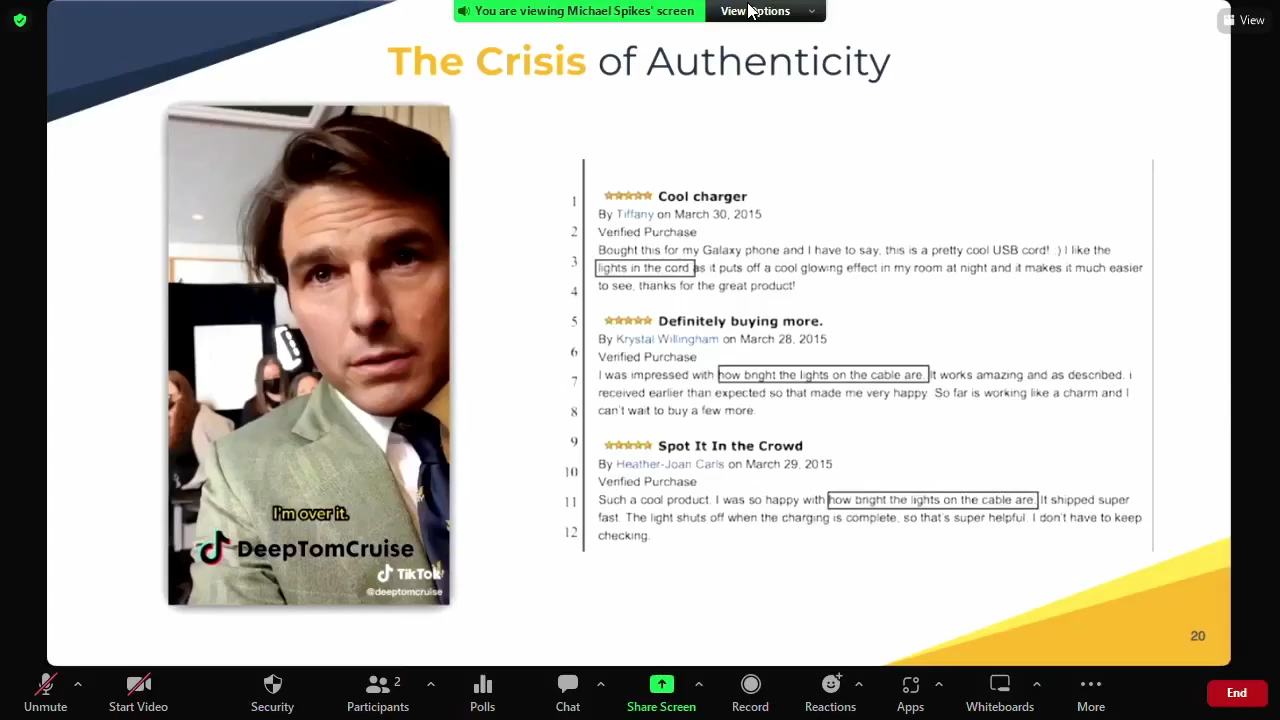 You are viewing Michael Spikes' screen
View Options
View
The Crisis of Authenticity
I'm over it.
DeepTomCruise
TikTok
@deeptomcruise
1
2
3
4
5
6
7
8
9
10
11
12
Cool charger
By Tiffany on March 30, 2015
Verified Purchase
Bought this for my Galaxy phone and I have to say, this is a pretty cool USB cord! :) I like the
lights in the cord as it puts off a cool glowing effect in my room at night and it makes it much easier
to see, thanks for the great product!
Definitely buying more.
By Krystal Willingham on March 28, 2015
Verified Purchase
I was impressed with how bright the lights on the cable are. It works amazing and as described, i
received earlier than expected so that made me very happy. So far is working like a charm and I
can't wait to buy a few more.
Spot It In the Crowd
By Heather-Joan Carls on March 29, 2015
Verified Purchase
Such a cool product. I was so happy with how bright the lights on the cable are. It shipped super
fast. The light shuts off when the charging is complete, so that's super helpful. I don't have to keep
checking.
20
Unmute
Start Video
Security
Participants
2
Polls
Chat
Share Screen
Record
Reactions
Apps
Whiteboards
More
End